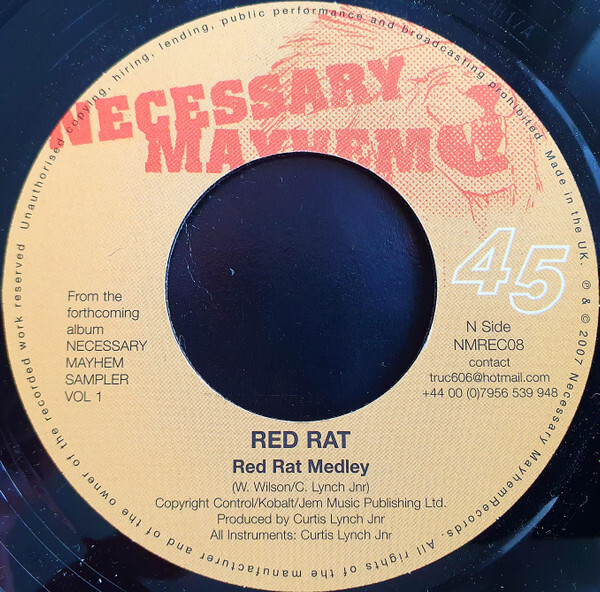 NECESSARY
MAYHEM
45
From the
forthcoming
album
NECESSARY
MAYHEM
SAMPLER
VOL 1
N Side
NMREC08
contact
truc606@hotmail.com
+44 00 (0)7956 539 948
RED RAT
Red Rat Medley
(W. Wilson/C. Lynch Jnr)
Copyright Control/Kobalt/Jem Music Publishing Ltd.
Produced by Curtis Lynch Jnr
All Instruments: Curtis Lynch Jnr
℗ & © 2007 Necessary MayhemRecords. All rights of the manufacturer and of the owner of the recorded work reserved Unauthorised copying, hiring, lending, public performance and broadcasting prohibited. Made in the UK.